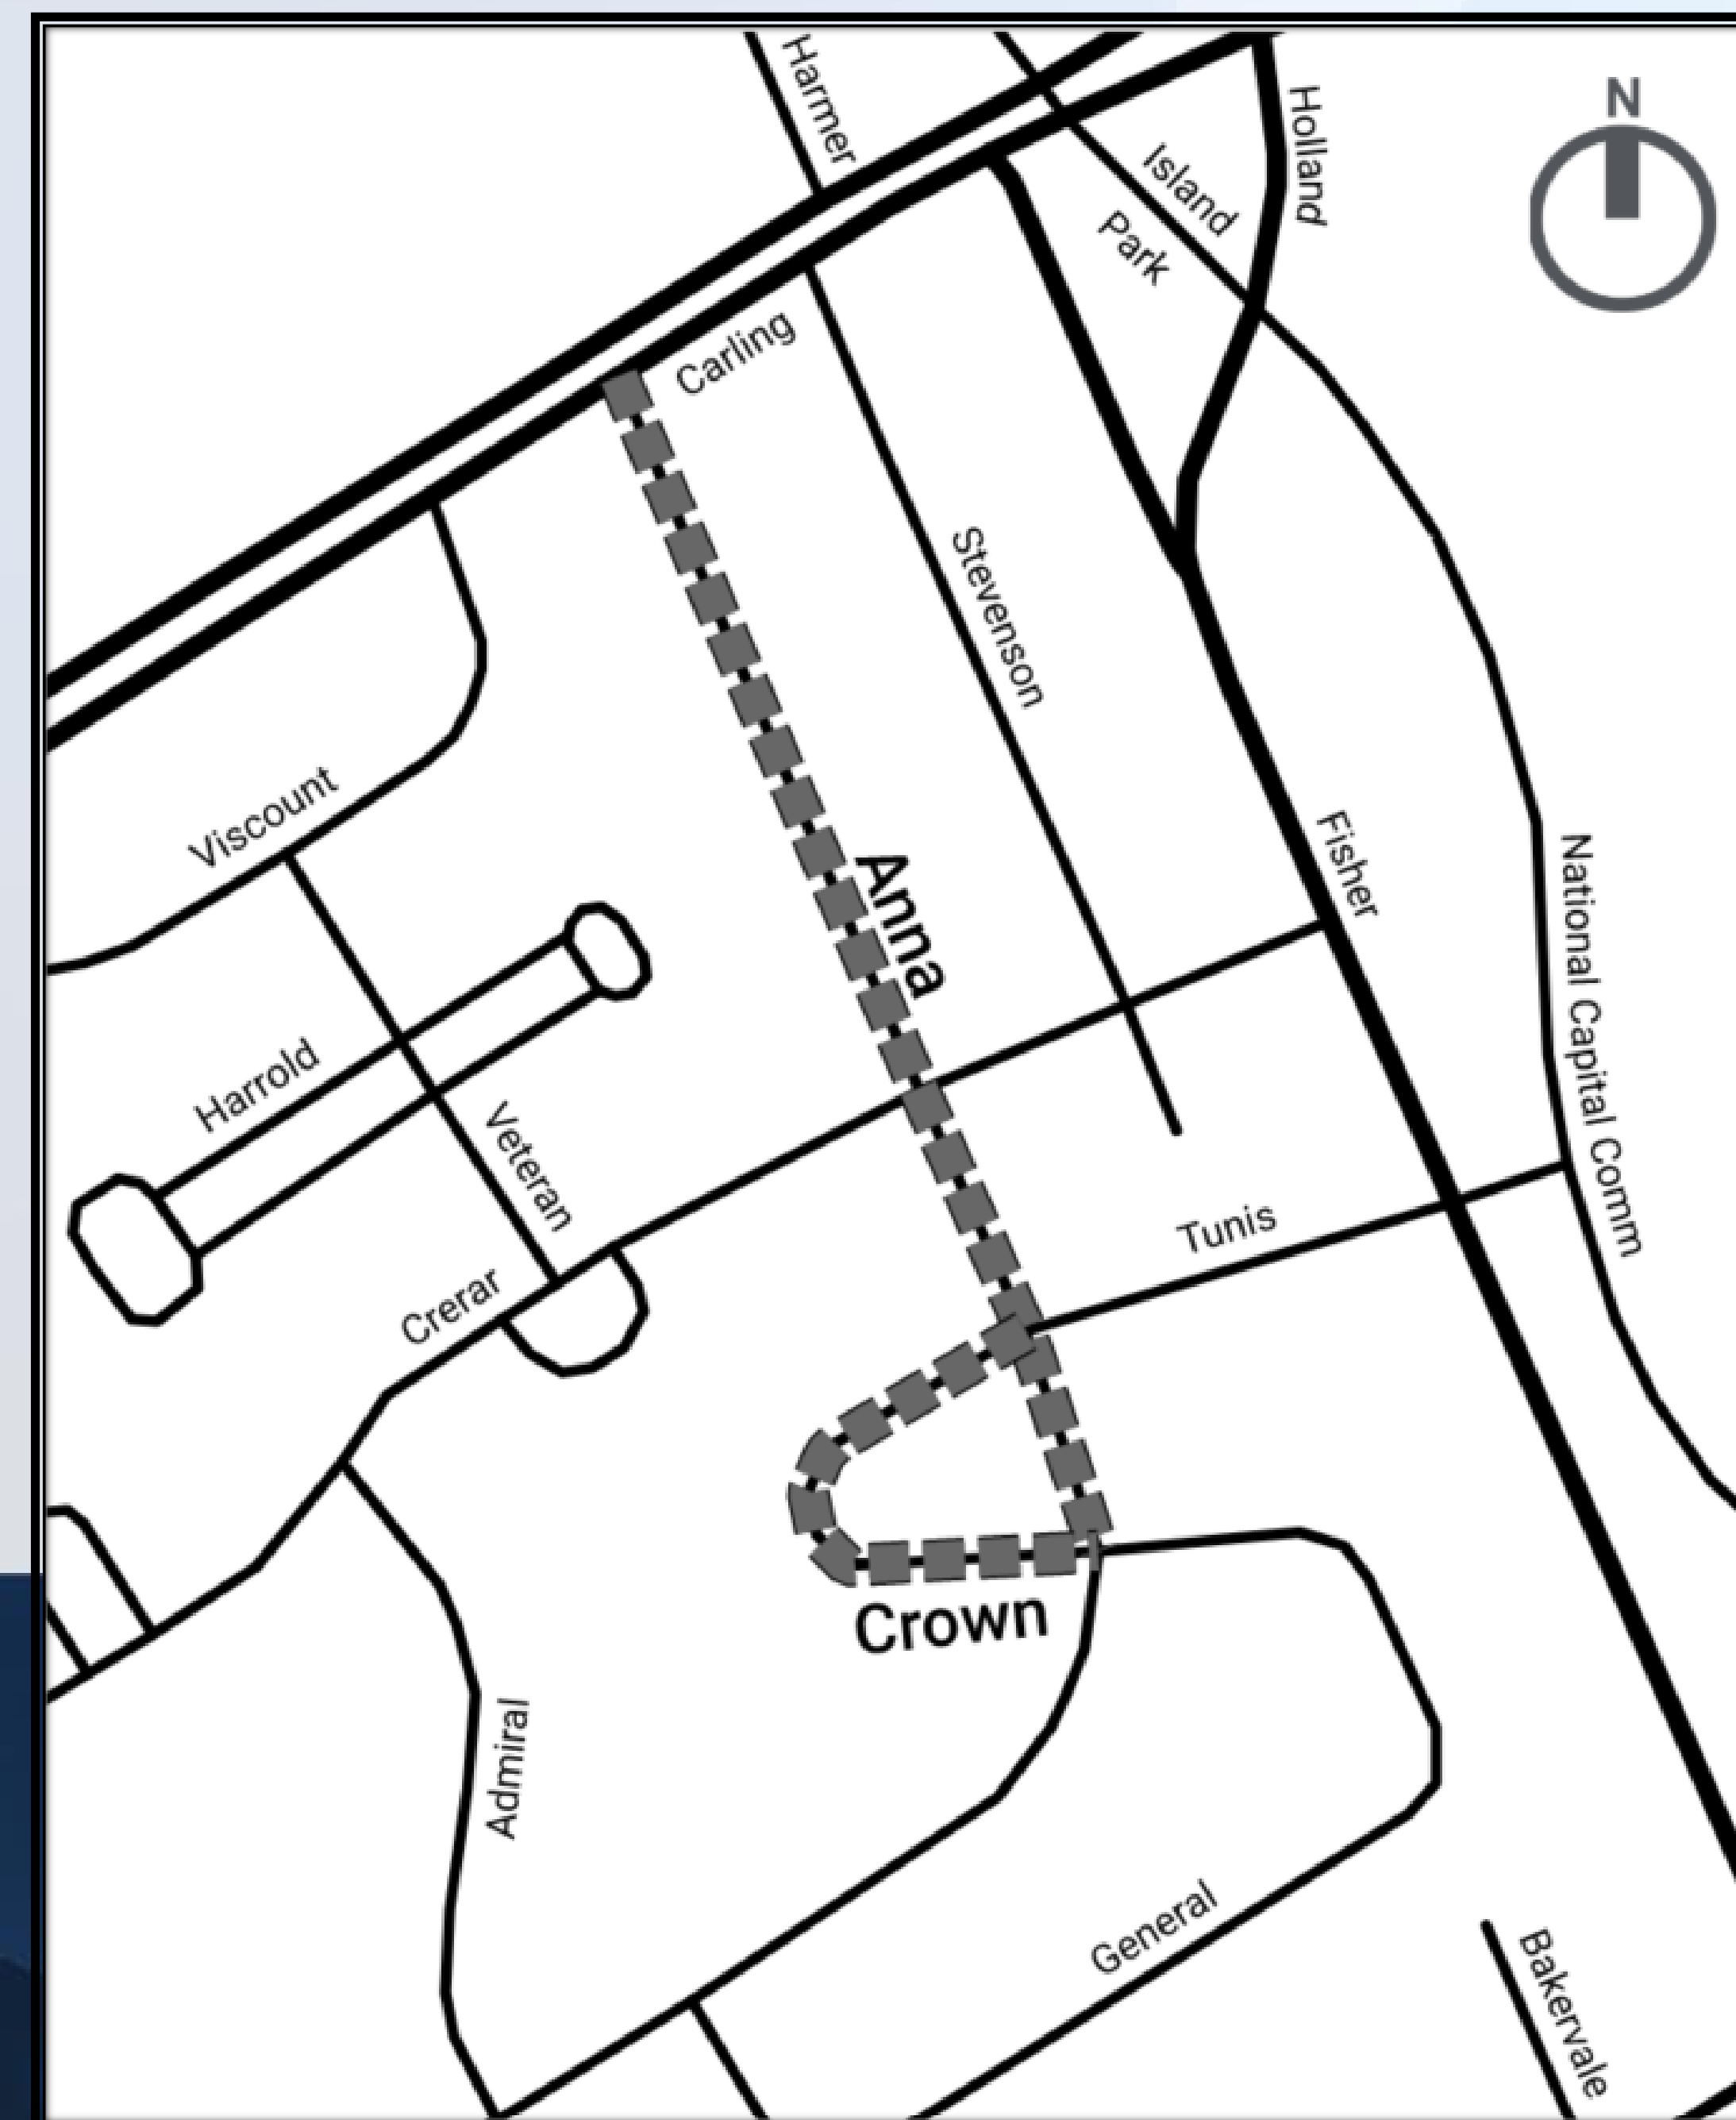 Harmer
N
Holland
Island
Park
Carling
Stevenson
Viscount
Fisher
Anna
National Capital Comm
Harrold
Veteran
Tunis
Crerar
Crown
Admiral
General
Bakervale